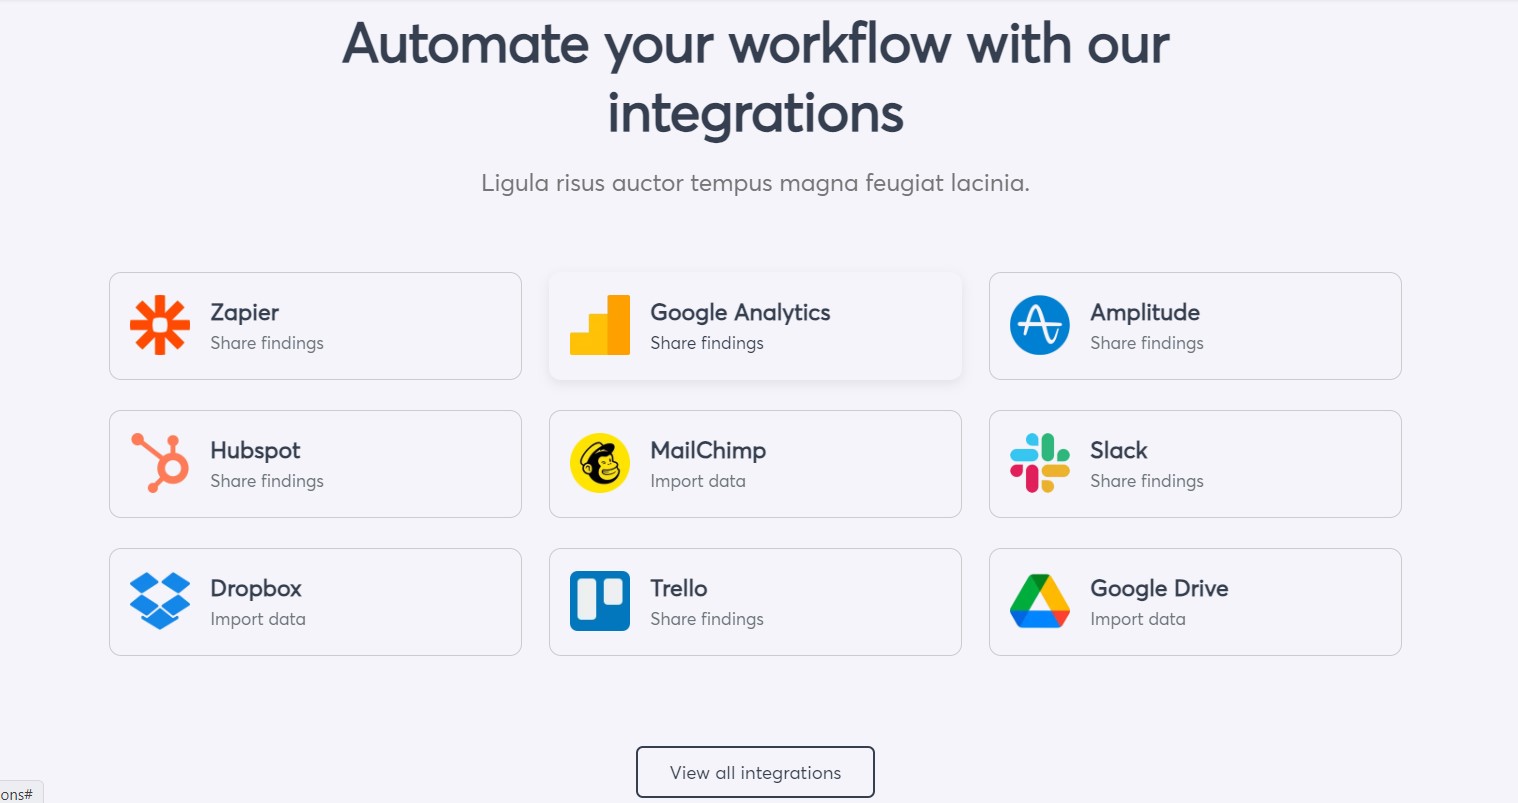 Automate your workflow with our
integrations
Ligula risus auctor tempus magna feugiat lacinia.
Zapier
Share findings
Google Analytics
Share findings
Amplitude
Share findings
Hubspot
Share findings
MailChimp
Import data
Slack
Share findings
Dropbox
Import data
Trello
Share findings
Google Drive
Import data
View all integrations
ons#